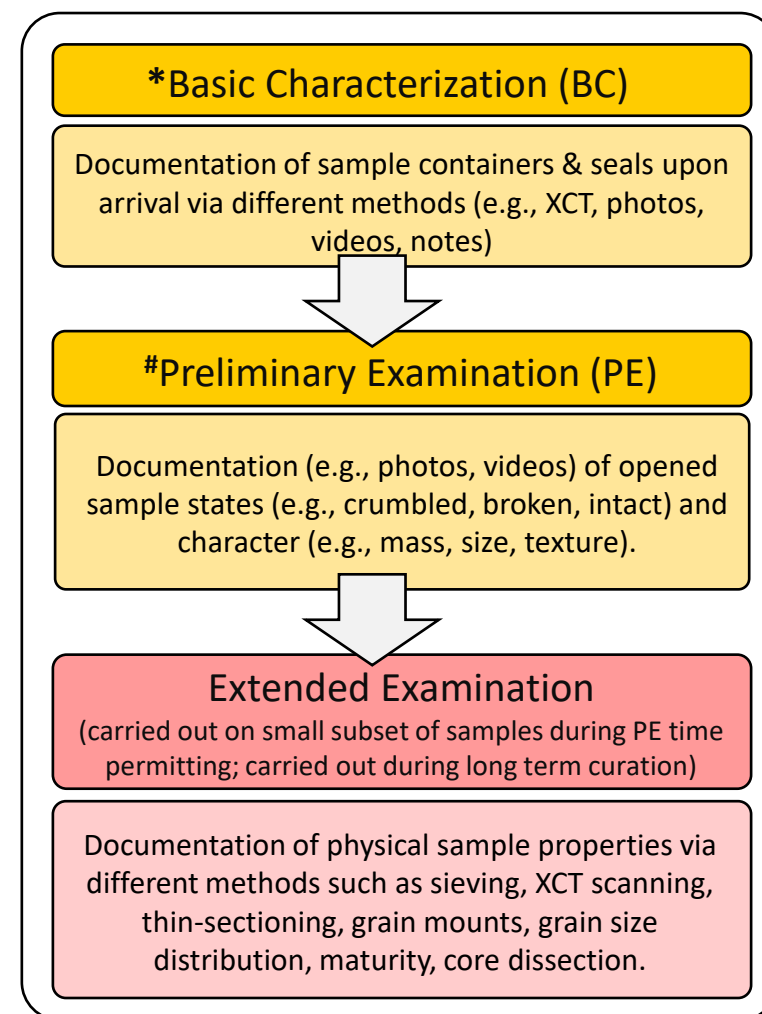 *Basic Characterization (BC)
Documentation of sample containers & seals upon
arrival via different methods (e.g., XCT, photos,
videos, notes)
#Preliminary Examination (PE)
Documentation (e.g., photos, videos) of opened
sample states (e.g., crumbled, broken, intact) and
character (e.g., mass, size, texture).
Extended Examination
(carried out on small subset of samples during PE time
permitting; carried out during long term curation)
Documentation of physical sample properties via
different methods such as sieving, XCT scanning,
thin-sectioning, grain mounts, grain size
distribution, maturity, core dissection.